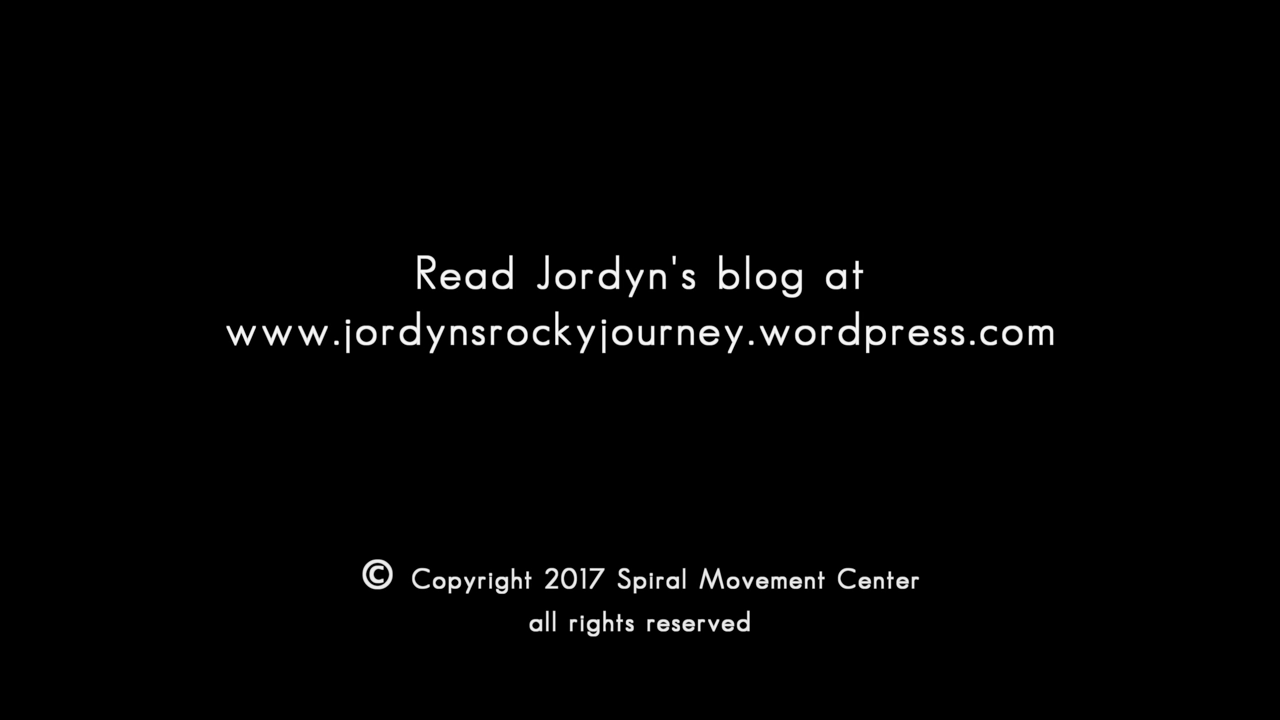 Read Jordyn's blog at
www.jordynsrockyjourney.wordpress.com
© Copyright 2017 Spiral Movement Center
all rights reserved